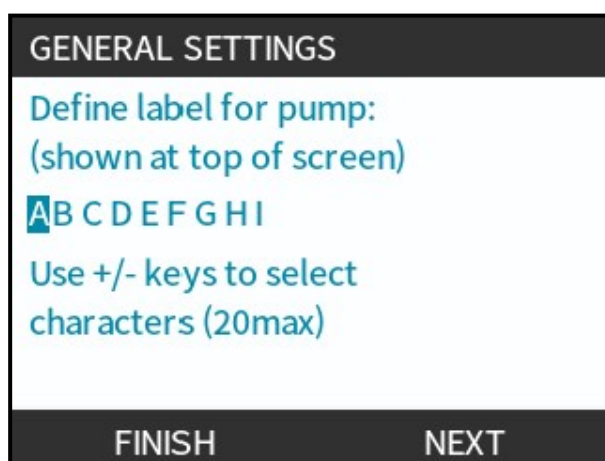 GENERAL SETTINGS
Define label for pump:
(shown at top of screen)
A B C D E F G H I
Use +/- keys to select
characters (20max)
FINISH NEXT